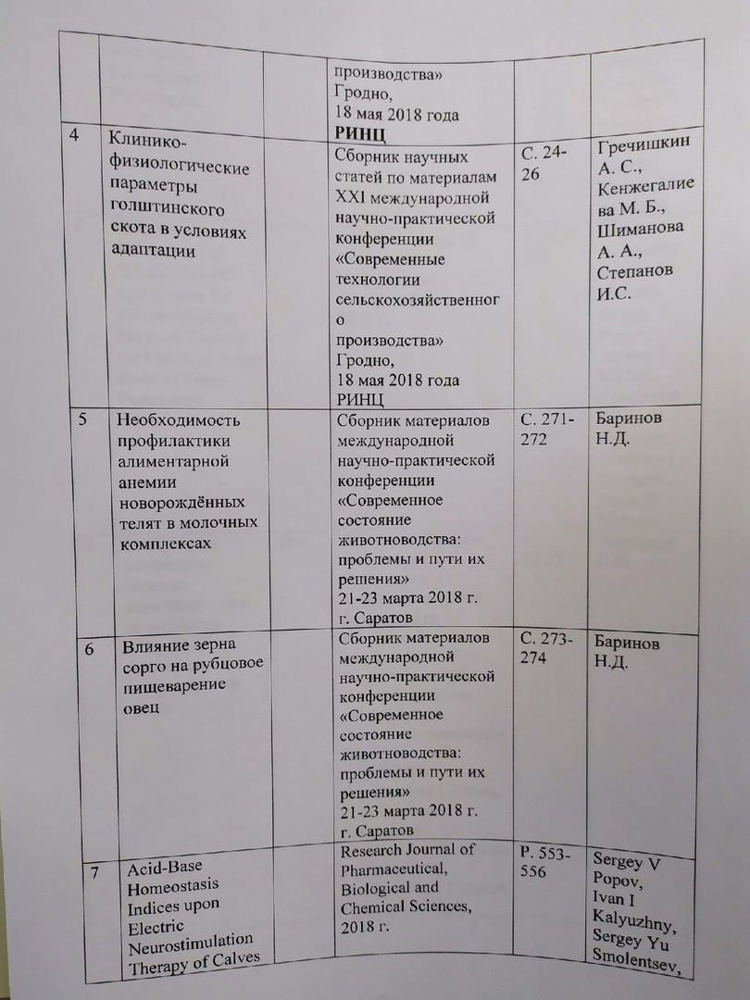 производства»
Гродно,
18 мая 2018 года
РИНЦ
4
Клинико-
физиологические
параметры
голштинского
скота в условиях
адаптации
Сборник научных
статей по материалам
XXI международной
научно-практической
конференции
«Современные
технологии
сельскохозяйственног
о
производства»
Гродно,
18 мая 2018 года
РИНЦ
С. 24-
26
Гречишкин
А. С.,
Кенжегалие
ва М. Б.,
Шиманова
А. А.,
Степанов
И.С.
5
Необходимость
профилактики
алиментарной
анемии
новорождённых
телят в молочных
комплексах
Сборник материалов
международной
научно-практической
конференции
«Современное
состояние
животноводства:
проблемы и пути их
решения»
21-23 марта 2018 г.
г. Саратов
С. 271-
272
Баринов
Н.Д.
6
Влияние зерна
сорго на рубцовое
пищеварение
овец
Сборник материалов
международной
научно-практической
конференции
«Современное
состояние
животноводства:
проблемы и пути их
решения»
21-23 марта 2018 г.
г. Саратов
С. 273-
274
Баринов
Н.Д.
7
Acid-Base
Homeostasis
Indices upon
Electric
Neurostimulation
Therapy of Calves
Research Journal of
Pharmaceutical,
Biological and
Chemical Sciences,
2018 г.
P. 553-
556
Sergey V
Popov,
Ivan I
Kalyuzhny,
Sergey Yu
Smolentsev,